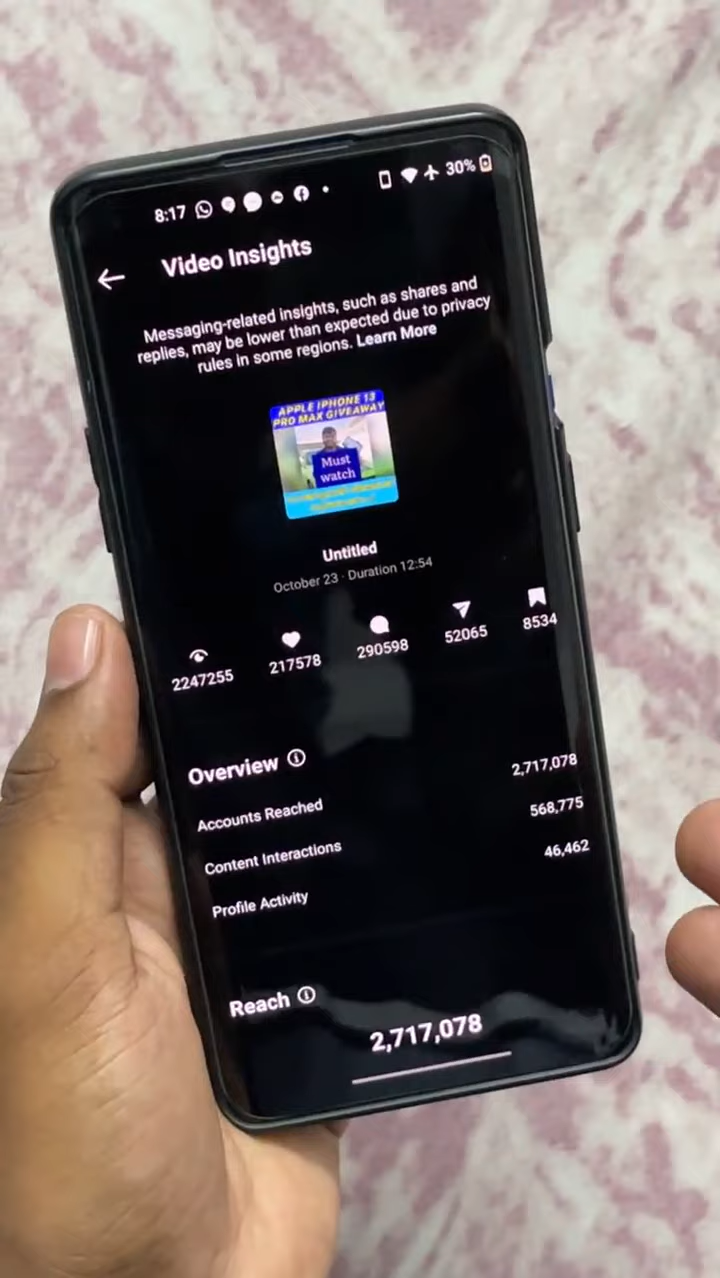 8:17
30%
Video Insights
Messaging-related insights, such as shares and
replies, may be lower than expected due to privacy
rules in some regions. Learn More
APPLE IPHONE 13
PRO MAX GIVEAWAY
Must
watch
Untitled
October 23 · Duration 12:54
2247255 217578 290598 52065 8534
Overview
Accounts Reached 2,717,078
Content Interactions 568,775
Profile Activity 46,462
Reach
2,717,078